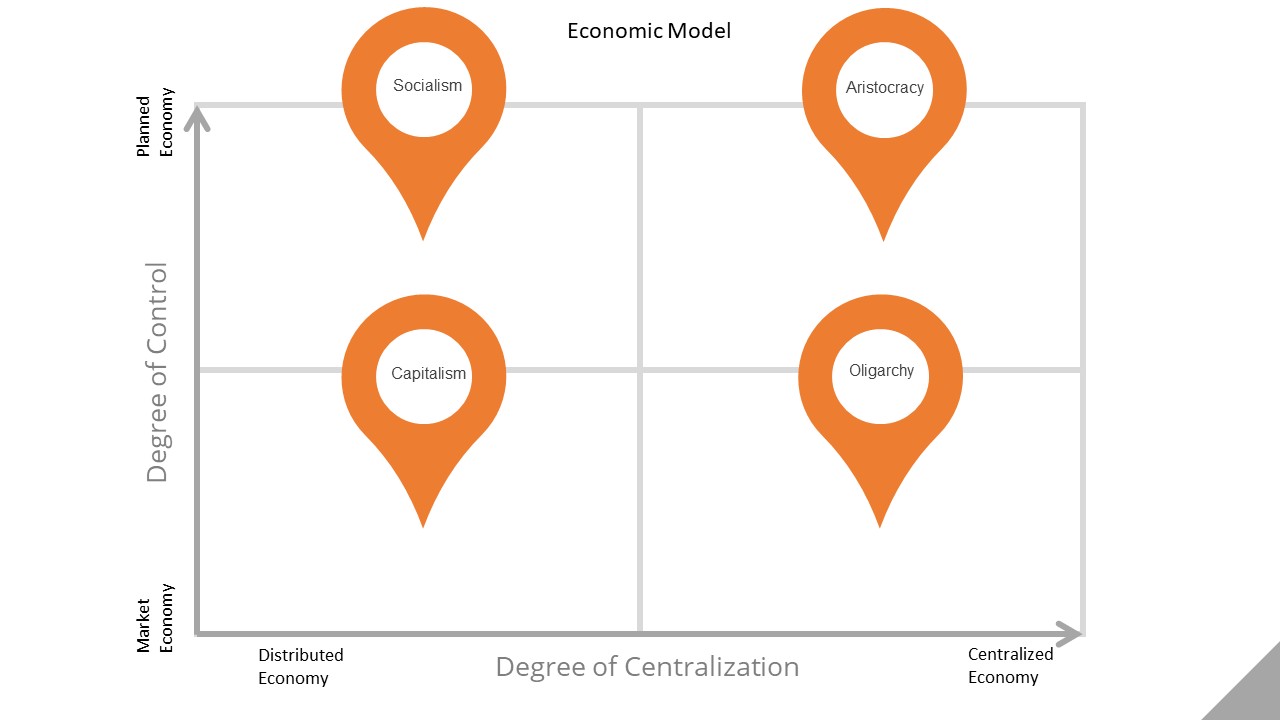 Economic Model
Socialism
Aristocracy
Planned
Economy
Degree of Control
Capitalism
Oligarchy
Market
Economy
Distributed
Economy
Degree of Centralization
Centralized
Economy